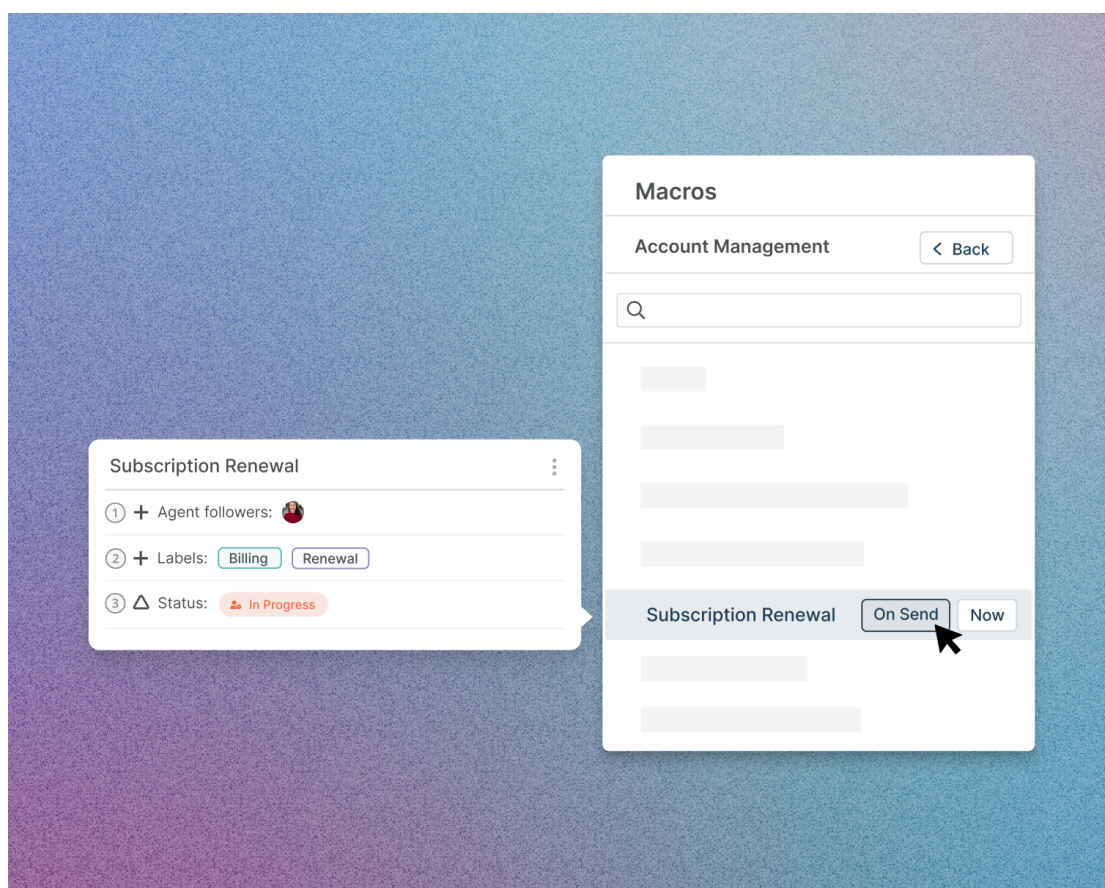 Macros
Account Management
Back
Subscription Renewal
1 Agent followers:
2 Labels: Billing Renewal
3 Status: In Progress
Subscription Renewal On Send Now